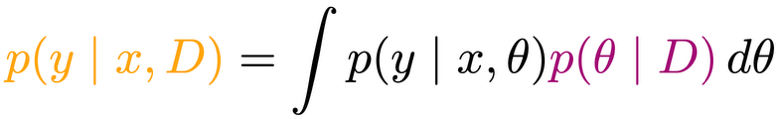 p(y | x, D) = ∫ p(y | x, θ)p(θ | D) dθ